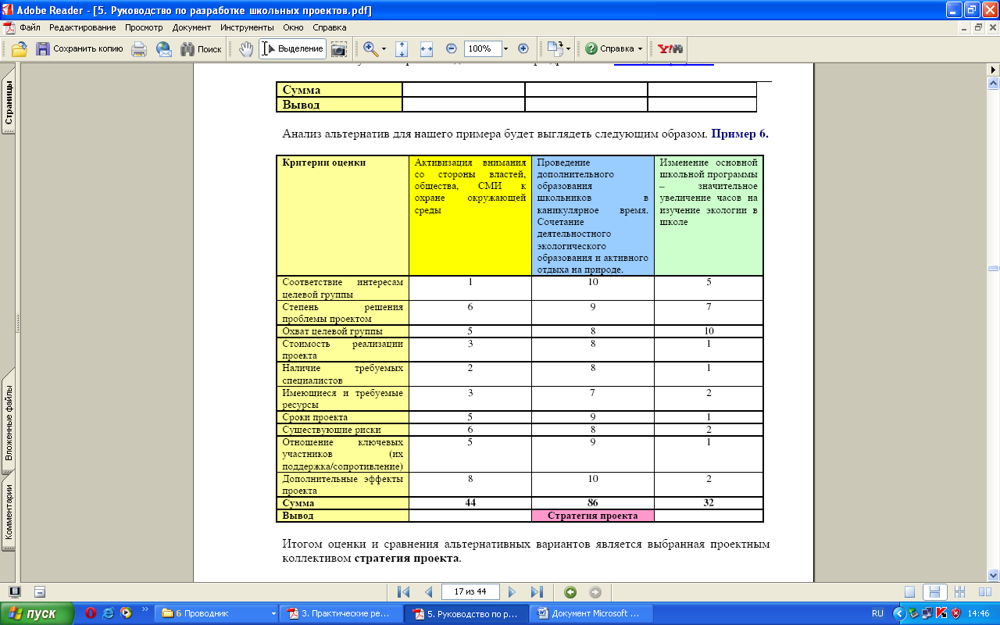 Adobe Reader - [5. Руководство по разработке школьных проектов.pdf]
Файл Редактирование Просмотр Документ Инструменты Окно Справка
Сохранить копию Поиск Выделение 100% Справка Y!
Страницы
Вложенные файлы
Комментарии
Сумма
Вывод
Анализ альтернатив для нашего примера будет выглядеть следующим образом. Пример 6.
Критерии оценки
Активизация внимания
со стороны властей,
общества, СМИ к
охране окружающей
среды
Проведение
дополнительного
образования
школьников в
каникулярное время.
Сочетание
деятельностного
экологического
образования и активного
отдыха на природе.
Изменение основной
школьной программы
– значительное
увеличение часов на
изучение экологии в
школе
Соответствие интересам
целевой группы
1 10 5
Степень решения
проблемы проектом
6 9 7
Охват целевой группы 5 8 10
Стоимость реализации
проекта
3 8 1
Наличие требуемых
специалистов
2 8 1
Имеющиеся и требуемые
ресурсы
3 7 2
Сроки проекта 5 9 1
Существующие риски 6 8 2
Отношение ключевых
участников (их
поддержка/сопротивление)
5 9 1
Дополнительные эффекты
проекта
8 10 2
Сумма 44 86 32
Вывод Стратегия проекта
Итогом оценки и сравнения альтернативных вариантов является выбранная проектным
коллективом стратегия проекта.
17 из 44
пуск 6 Проводник 3. Практические ре... 5. Руководство по р... Документ Microsoft ... RU 14:46